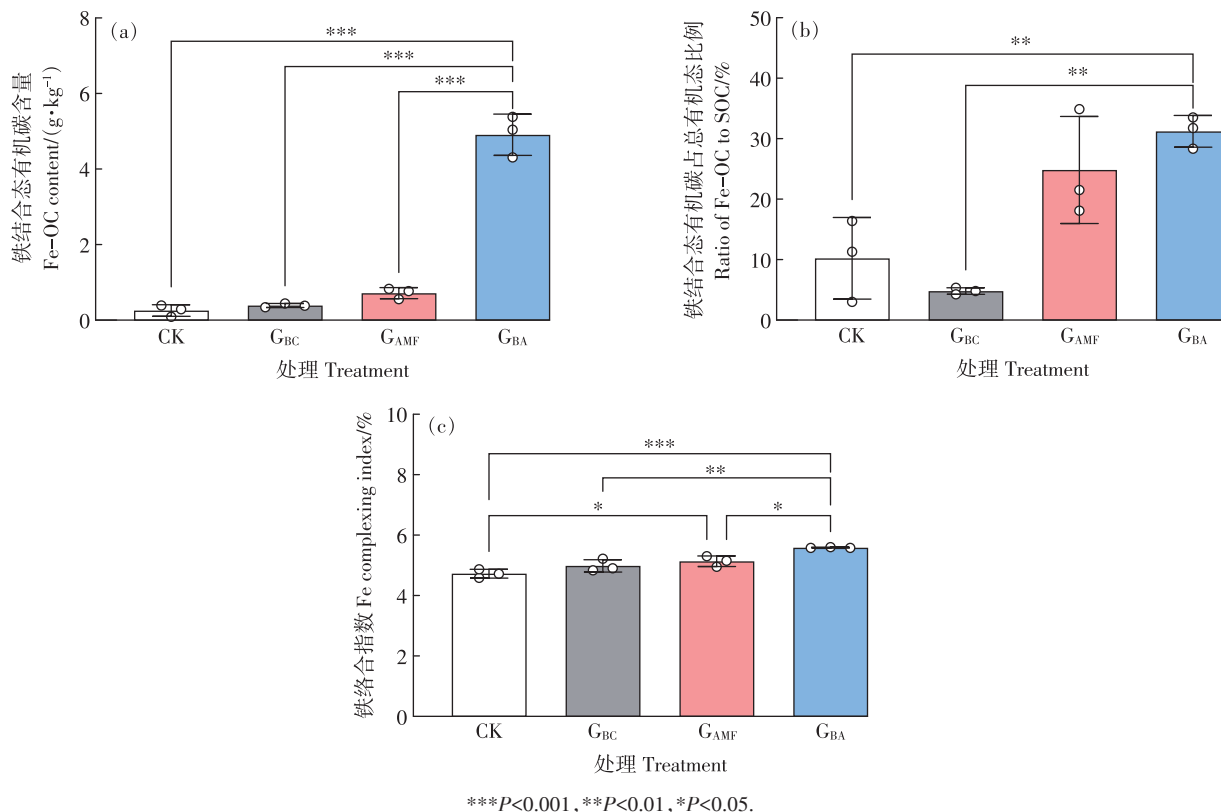 (a)
铁结合态有机碳含量
Fe-OC content/(g·kg⁻¹)
8
6
4
2
0
***
***
***
CK
G_BC
G_AMF
G_BA
处理 Treatment
(b)
铁结合态有机碳占总有机态比例
Ratio of Fe-OC to SOC/%
50
40
30
20
10
0
**
**
CK
G_BC
G_AMF
G_BA
处理 Treatment
(c)
铁络合指数 Fe complexing index/%
10
8
6
4
2
0
***
**
*
*
CK
G_BC
G_AMF
G_BA
处理 Treatment
***P<0.001,**P<0.01,*P<0.05.